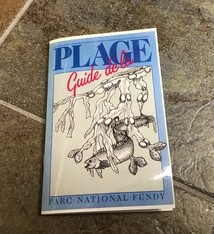 PLAGE
Guide de la
PARC NATIONAL FUNDY